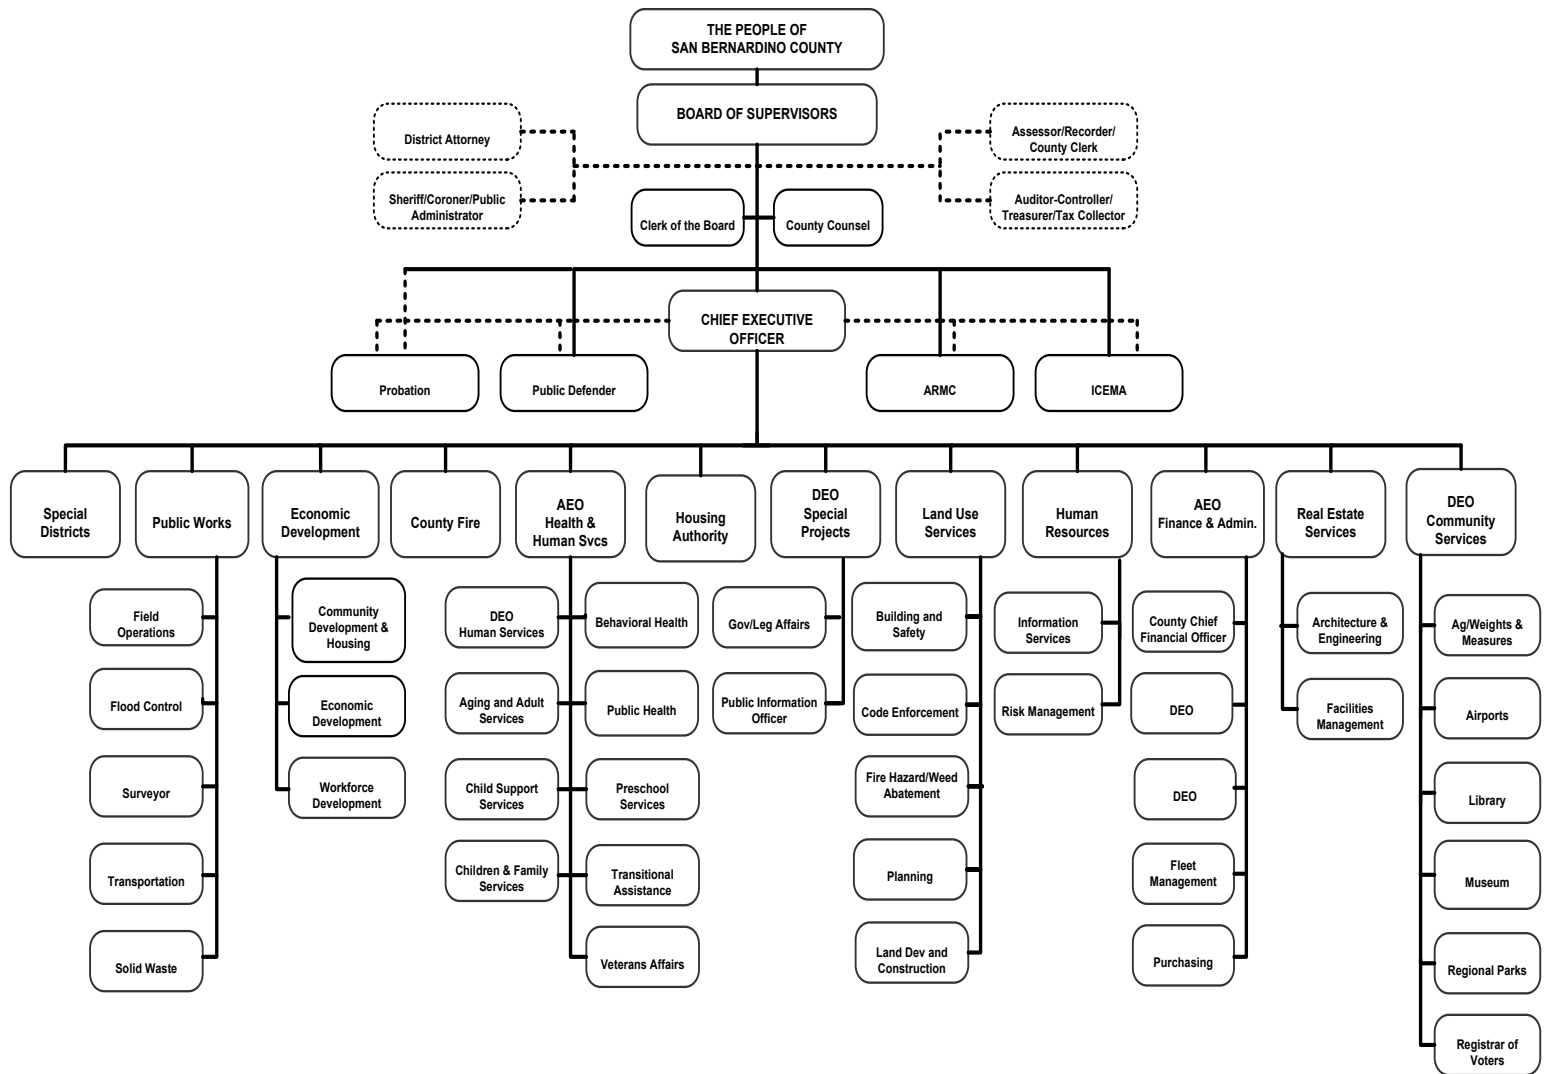 THE PEOPLE OF
SAN BERNARDINO COUNTY
BOARD OF SUPERVISORS
District Attorney
Assessor/Recorder/
County Clerk
Sheriff/Coroner/Public
Administrator
Auditor-Controller/
Treasurer/Tax Collector
Clerk of the Board
County Counsel
CHIEF EXECUTIVE
OFFICER
Probation
Public Defender
ARMC
ICEMA
Special
Districts
Public Works
Economic
Development
County Fire
AEO
Health &
Human Svcs
Housing
Authority
DEO
Special
Projects
Land Use
Services
Human
Resources
AEO
Finance & Admin.
Real Estate
Services
DEO
Community
Services
Field
Operations
Flood Control
Surveyor
Transportation
Solid Waste
Community
Development &
Housing
Economic
Development
Workforce
Development
DEO
Human Services
Aging and Adult
Services
Child Support
Services
Children & Family
Services
Behavioral Health
Public Health
Preschool
Services
Transitional
Assistance
Veterans Affairs
Gov/Leg Affairs
Public Information
Officer
Building and
Safety
Code Enforcement
Fire Hazard/Weed
Abatement
Planning
Land Dev and
Construction
Information
Services
Risk Management
County Chief
Financial Officer
DEO
DEO
Fleet
Management
Purchasing
Architecture &
Engineering
Facilities
Management
Ag/Weights &
Measures
Airports
Library
Museum
Regional Parks
Registrar of
Voters